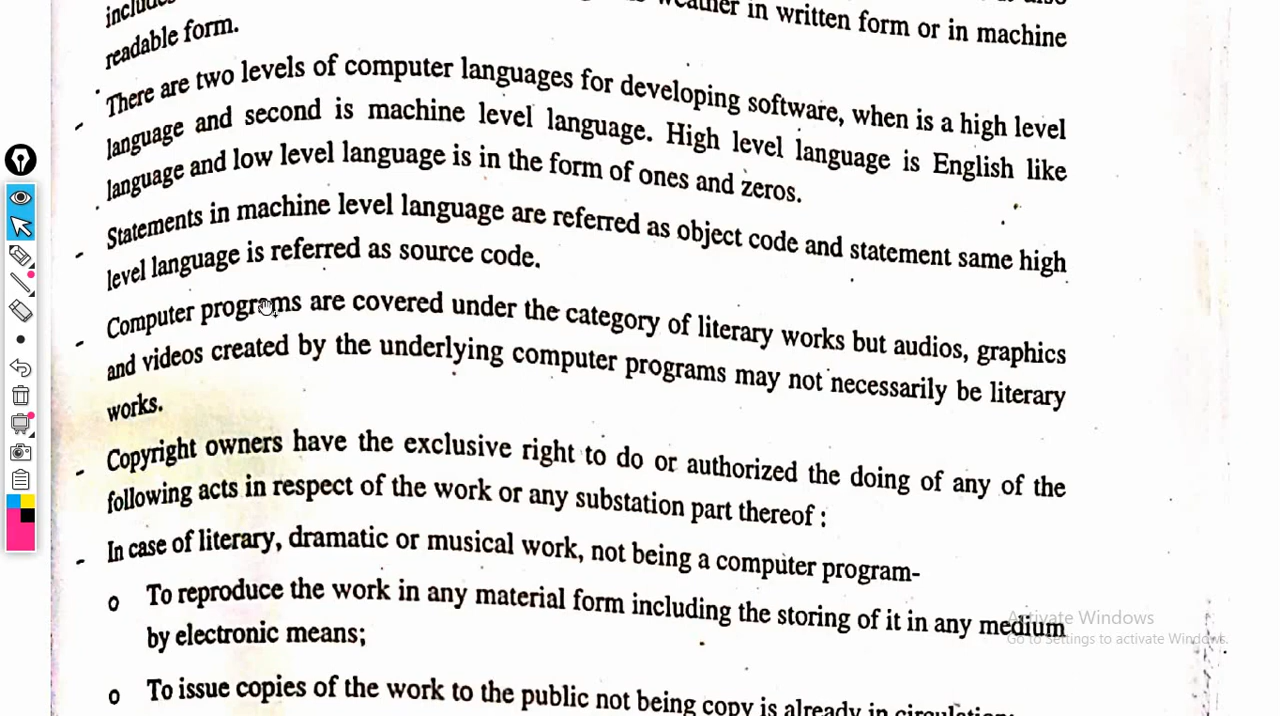 includes
weather in written form or in machine
readable form.
- There are two levels of computer languages for developing software, when is a high level
language and second is machine level language. High level language is English like
language and low level language is in the form of ones and zeros.
- Statements in machine level language are referred as object code and statement same high
level language is referred as source code.
- Computer programs are covered under the category of literary works but audios, graphics
and videos created by the underlying computer programs may not necessarily be literary
works.
- Copyright owners have the exclusive right to do or authorized the doing of any of the
following acts in respect of the work or any substation part thereof :
- In case of literary, dramatic or musical work, not being a computer program-
o To reproduce the work in any material form including the storing of it in any medium
by electronic means;
o To issue copies of the work to the public not being copy is already in circulation;
Activate Windows
Go to Settings to activate Windows.